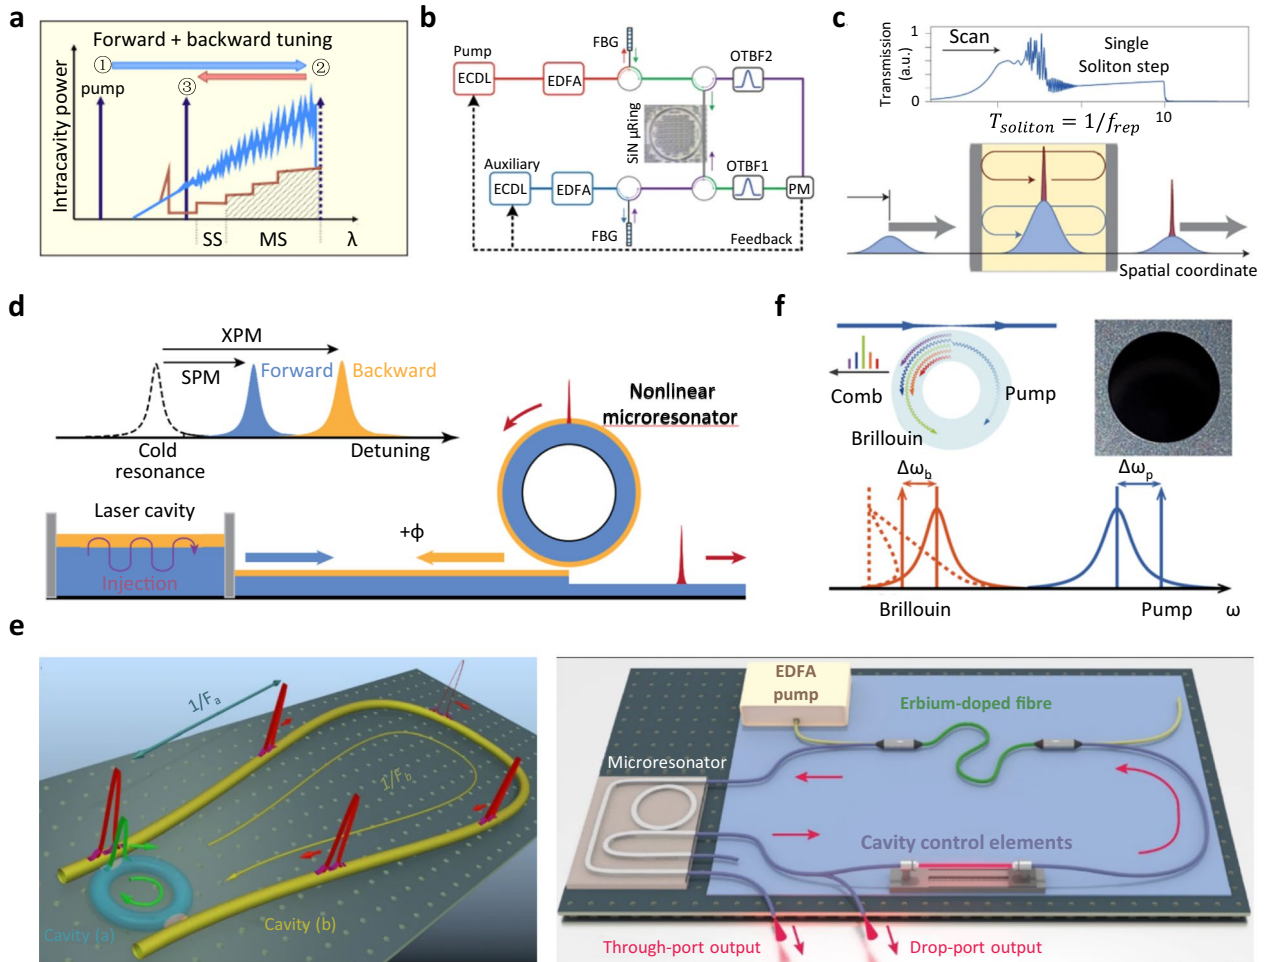 a
Forward + backward tuning
①
②
③
pump
Intracavity power
SS
MS
λ
b
Pump
FBG
OTBF2
ECDL
EDFA
SiN μRing
Auxiliary
OTBF1
ECDL
EDFA
PM
FBG
Feedback
c
Transmission
(a.u.)
1
0
Scan
Single
Soliton step
10
T_soliton = 1/f_rep
Spatial coordinate
d
XPM
SPM
Forward
Backward
Cold
resonance
Detuning
Nonlinear
microresonator
Laser cavity
+ϕ
Injection
f
Comb
Pump
Brillouin
Δω_b
Δω_p
Brillouin
Pump
ω
e
1/F_a
1/F_b
Cavity (a)
Cavity (b)
EDFA
pump
Erbium-doped fibre
Microresonator
Cavity control elements
Through-port output
Drop-port output